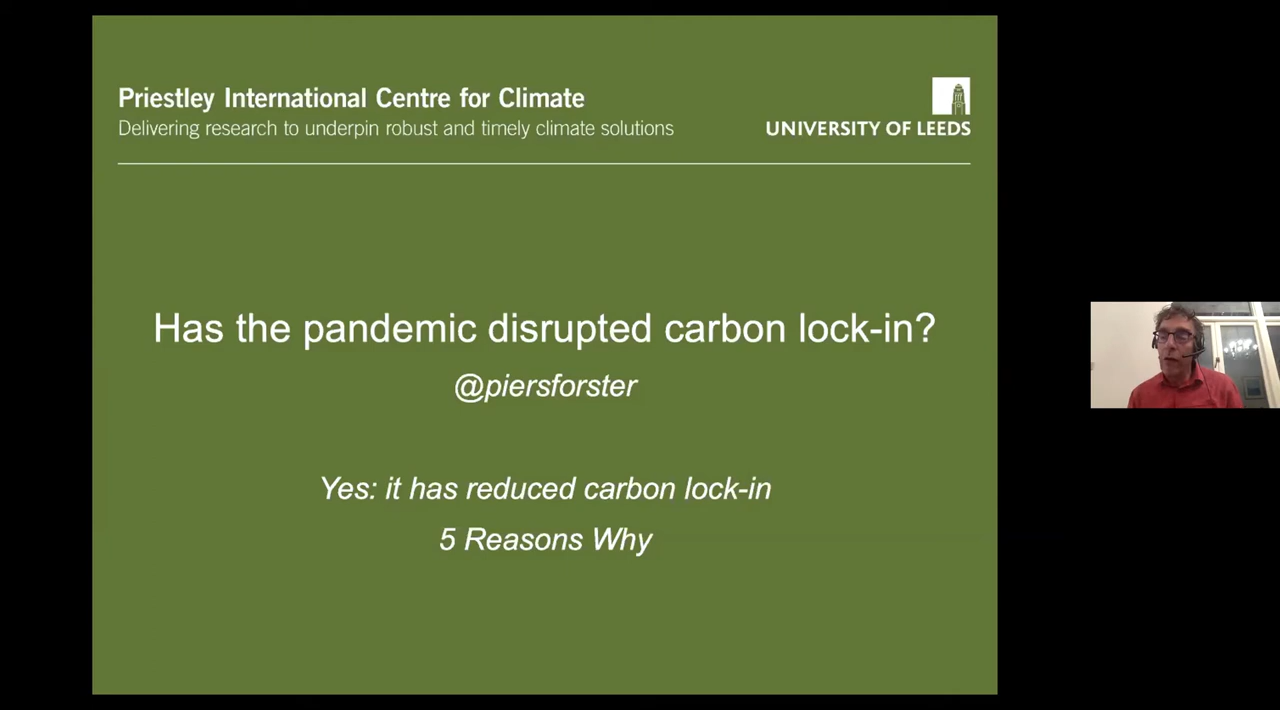 Priestley International Centre for Climate
Delivering research to underpin robust and timely climate solutions
UNIVERSITY OF LEEDS
Has the pandemic disrupted carbon lock-in?
@piersforster
Yes: it has reduced carbon lock-in
5 Reasons Why